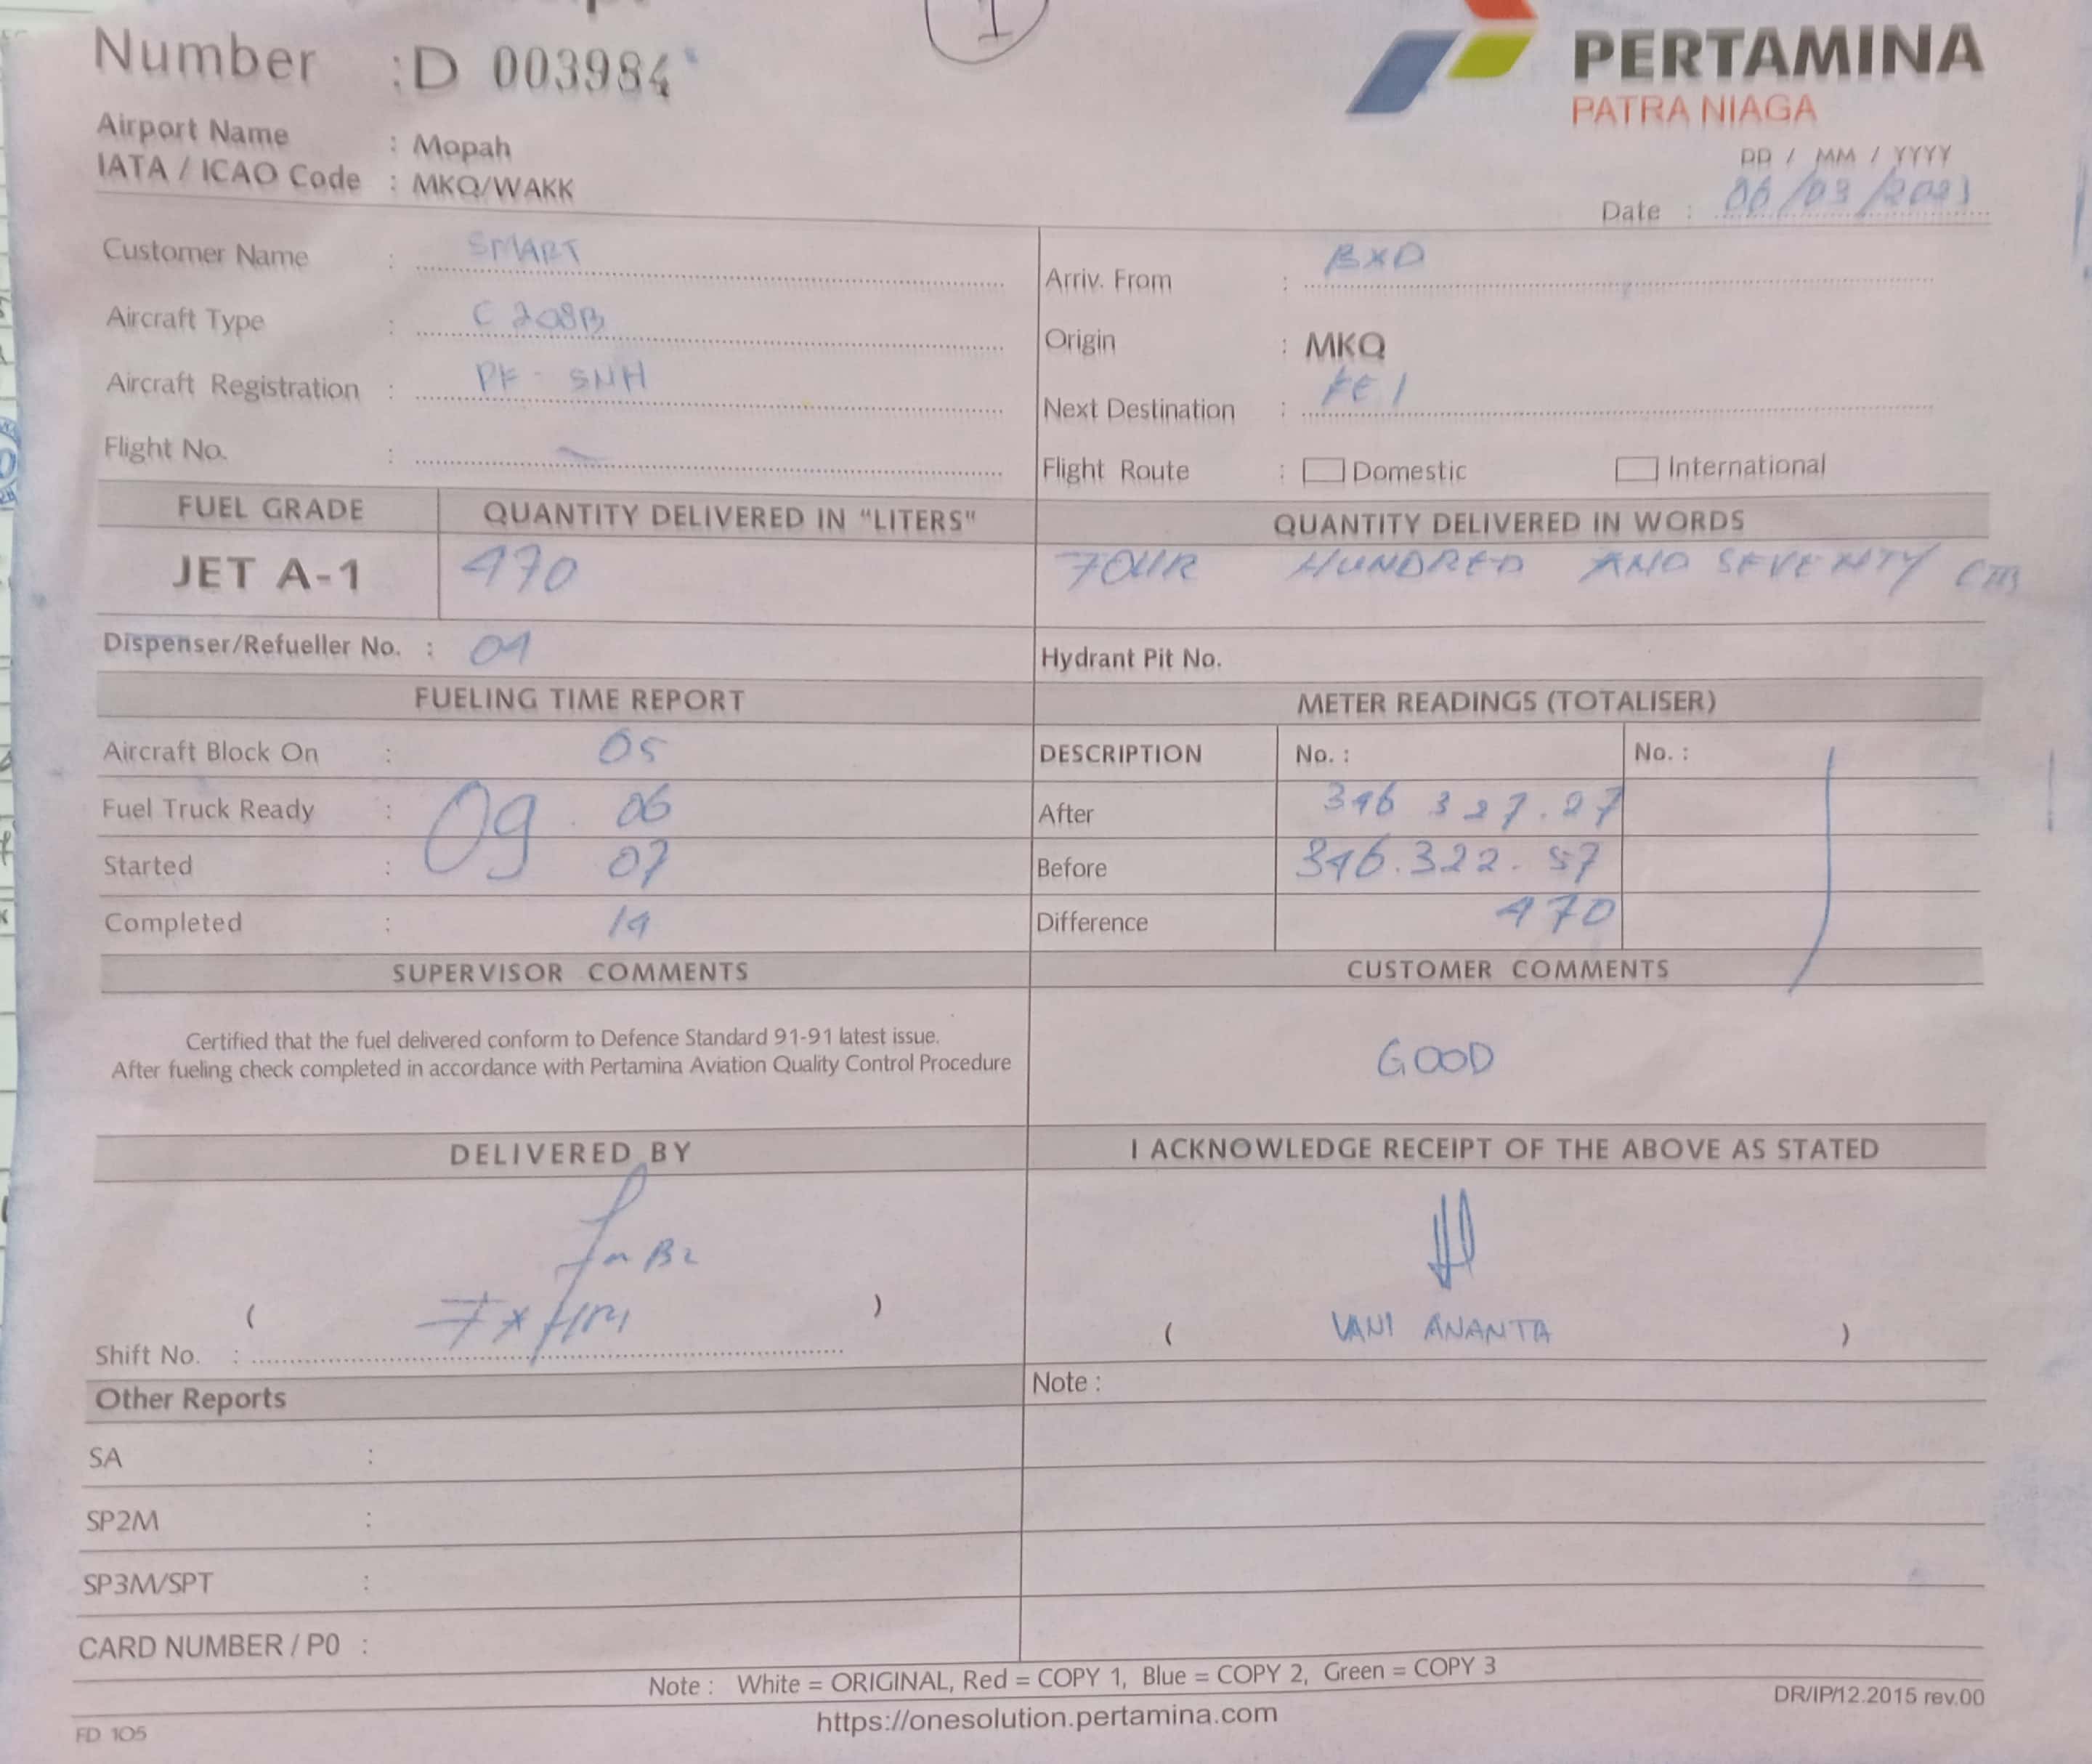 1
Number : D 003984
PERTAMINA
PATRA NIAGA
Airport Name : Mopah
IATA / ICAO Code : MKQ/WAKK
DD / MM / YYYY
Date : 06/03/2023
Customer Name : SMART
Arriv. From : BXD
Aircraft Type : C 208B
Origin : MKQ
Aircraft Registration : PK - SNH
Next Destination : KEI
Flight No. : -
Flight Route : Domestic International
FUEL GRADE QUANTITY DELIVERED IN "LITERS" QUANTITY DELIVERED IN WORDS
JET A-1 470 FOUR HUNDRED AND SEVENTY
Dispenser/Refueller No. : 04 Hydrant Pit No.
FUELING TIME REPORT METER READINGS (TOTALISER)
Aircraft Block On : 05 DESCRIPTION No. : No. :
Fuel Truck Ready : 09. 06 After 346 327.27
Started : 07 Before 346.322.57
Completed : 14 Difference 470
SUPERVISOR COMMENTS CUSTOMER COMMENTS
Certified that the fuel delivered conform to Defence Standard 91-91 latest issue.
After fueling check completed in accordance with Pertamina Aviation Quality Control Procedure
GOOD
DELIVERED BY I ACKNOWLEDGE RECEIPT OF THE ABOVE AS STATED
( )
( VANI ANANTA )
Shift No. :
Other Reports Note :
SA :
SP2M :
SP3M/SPT :
CARD NUMBER / P0 :
Note : White = ORIGINAL, Red = COPY 1, Blue = COPY 2, Green = COPY 3
DR/IP/12.2015 rev.00
https://onesolution.pertamina.com
FD 105